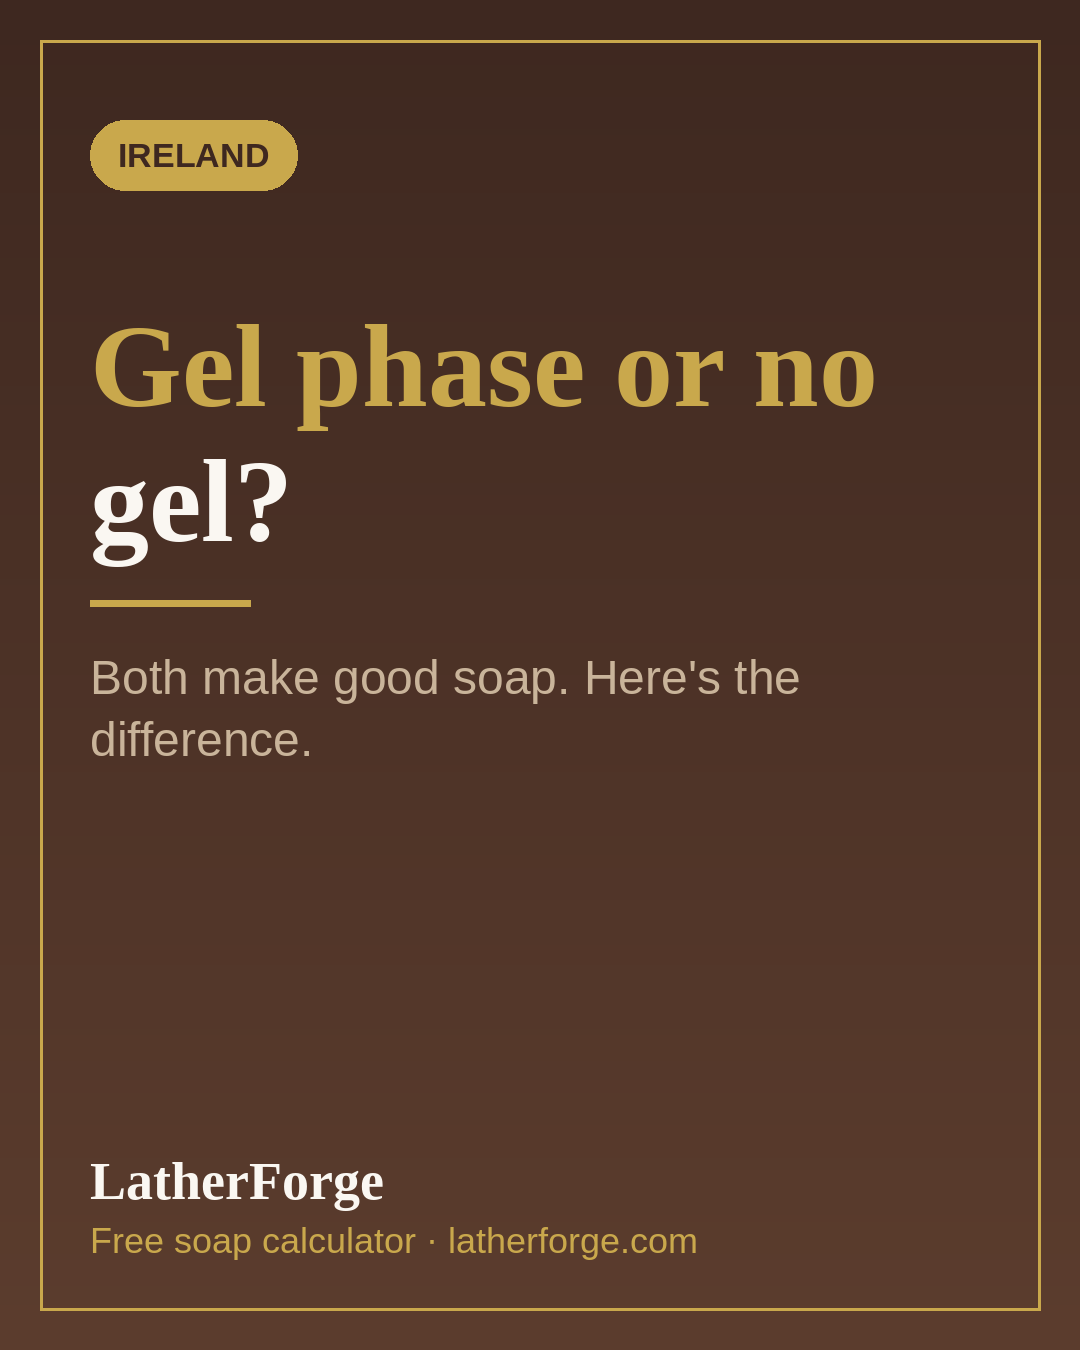 IRELAND
Gel phase or no
gel?
Both make good soap. Here's the
difference.
LatherForge
Free soap calculator · latherforge.com